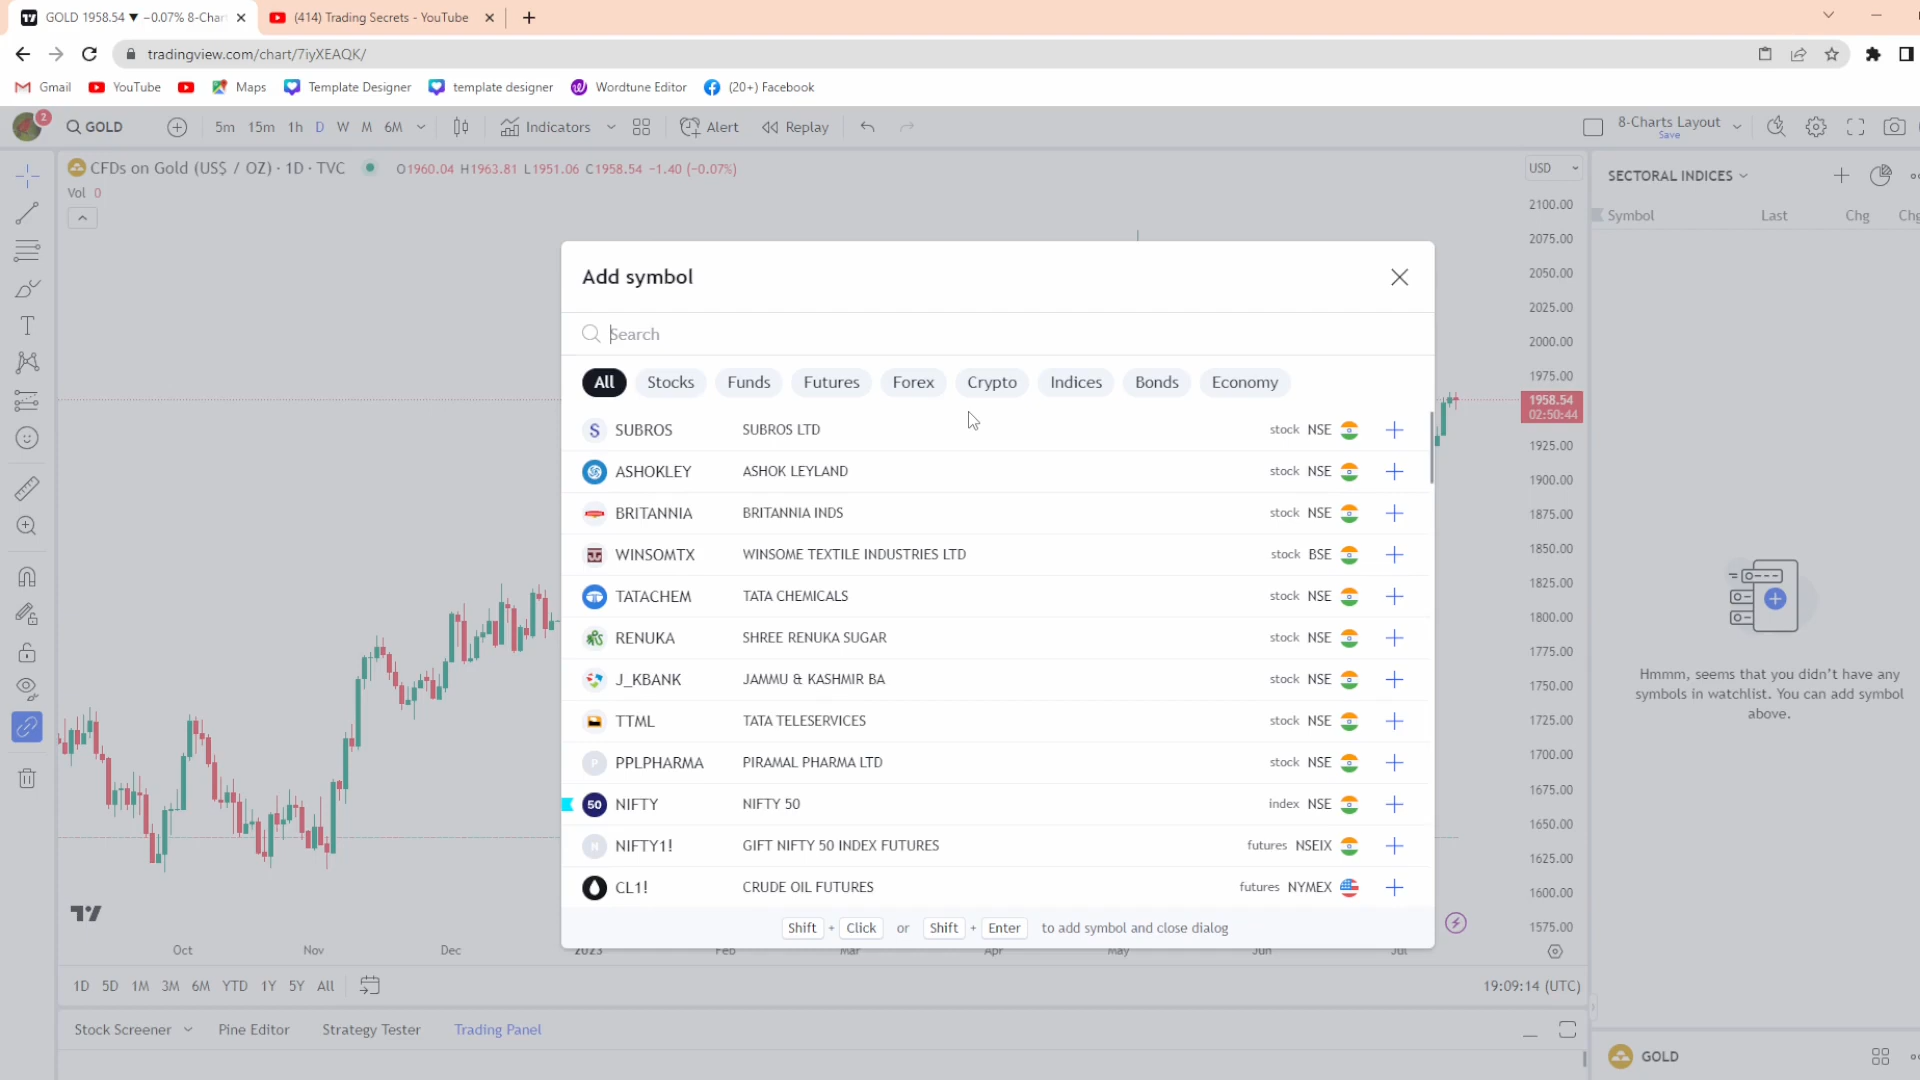 GOLD 1958.54 ▼ −0.07% 8-Char
(414) Trading Secrets - YouTube
tradingview.com/chart/7iyXEAQK/
Gmail YouTube Maps Template Designer template designer Wordtune Editor (20+) Facebook
2 GOLD 5m 15m 1h D W M 6M Indicators Alert Replay 8-Charts Layout
Save
CFDs on Gold (US$ / OZ) · 1D · TVC O1960.04 H1963.81 L1951.06 C1958.54 −1.40 (−0.07%)
Vol 0
USD
2100.00
2075.00
2050.00
2025.00
2000.00
1975.00
1958.54
02:50:44
1925.00
1900.00
1875.00
1850.00
1825.00
1800.00
1775.00
1750.00
1725.00
1700.00
1675.00
1650.00
1625.00
1600.00
1575.00
SECTORAL INDICES
Symbol Last Chg Chg
Hmmm, seems that you didn't have any
symbols in watchlist. You can add symbol
above.
Add symbol
Search
All Stocks Funds Futures Forex Crypto Indices Bonds Economy
S SUBROS SUBROS LTD stock NSE
ASHOKLEY ASHOK LEYLAND stock NSE
BRITANNIA BRITANNIA INDS stock NSE
WINSOMTX WINSOME TEXTILE INDUSTRIES LTD stock BSE
TATACHEM TATA CHEMICALS stock NSE
RENUKA SHREE RENUKA SUGAR stock NSE
J_KBANK JAMMU & KASHMIR BA stock NSE
TTML TATA TELESERVICES stock NSE
P PPLPHARMA PIRAMAL PHARMA LTD stock NSE
50 NIFTY NIFTY 50 index NSE
N NIFTY1! GIFT NIFTY 50 INDEX FUTURES futures NSEIX
CL1! CRUDE OIL FUTURES futures NYMEX
Shift + Click or Shift + Enter to add symbol and close dialog
Oct Nov Dec 2023 Feb Mar Apr May Jun Jul
1D 5D 1M 3M 6M YTD 1Y 5Y All 19:09:14 (UTC)
Stock Screener Pine Editor Strategy Tester Trading Panel
GOLD